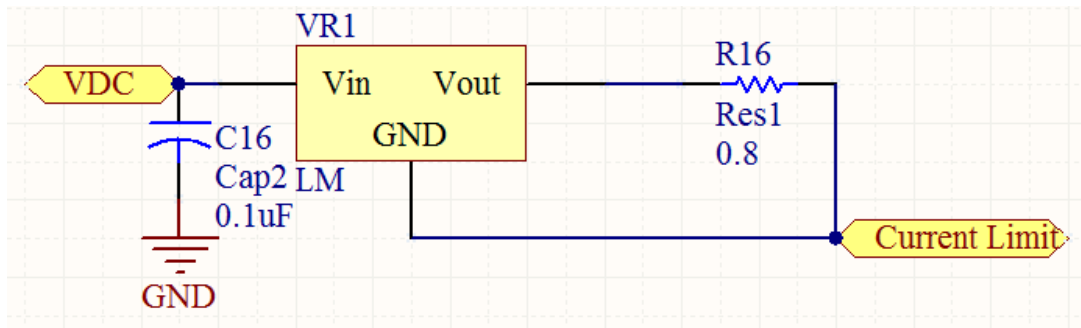 VR1
VDC
Vin Vout
GND
LM
C16
Cap2
0.1uF
GND
R16
Res1
0.8
Current Limit